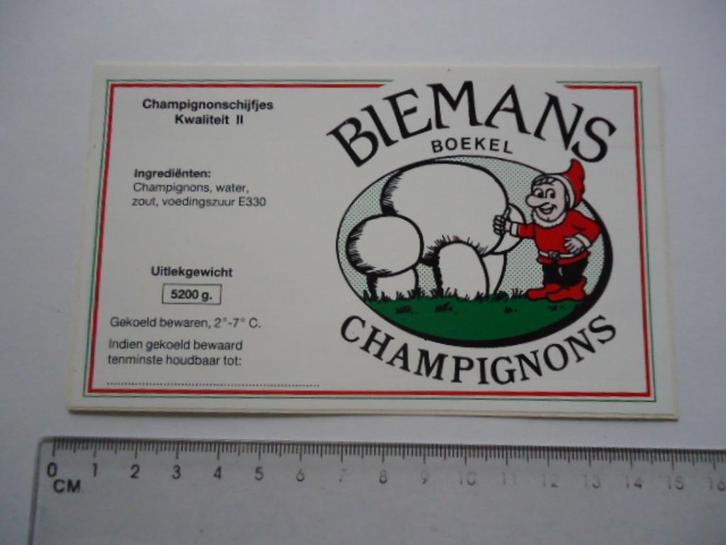 Champignonschijfjes
Kwaliteit II
Ingrediënten:
Champignons, water,
zout, voedingszuur E330
Uitlekgewicht
5200 g.
Gekoeld bewaren, 2°-7° C.
Indien gekoeld bewaard
tenminste houdbaar tot:
BIEMANS
BOEKEL
CHAMPIGNONS
0 1 2 3 4 5 6 7 8 9 10 11 12 13 14 15 16
CM